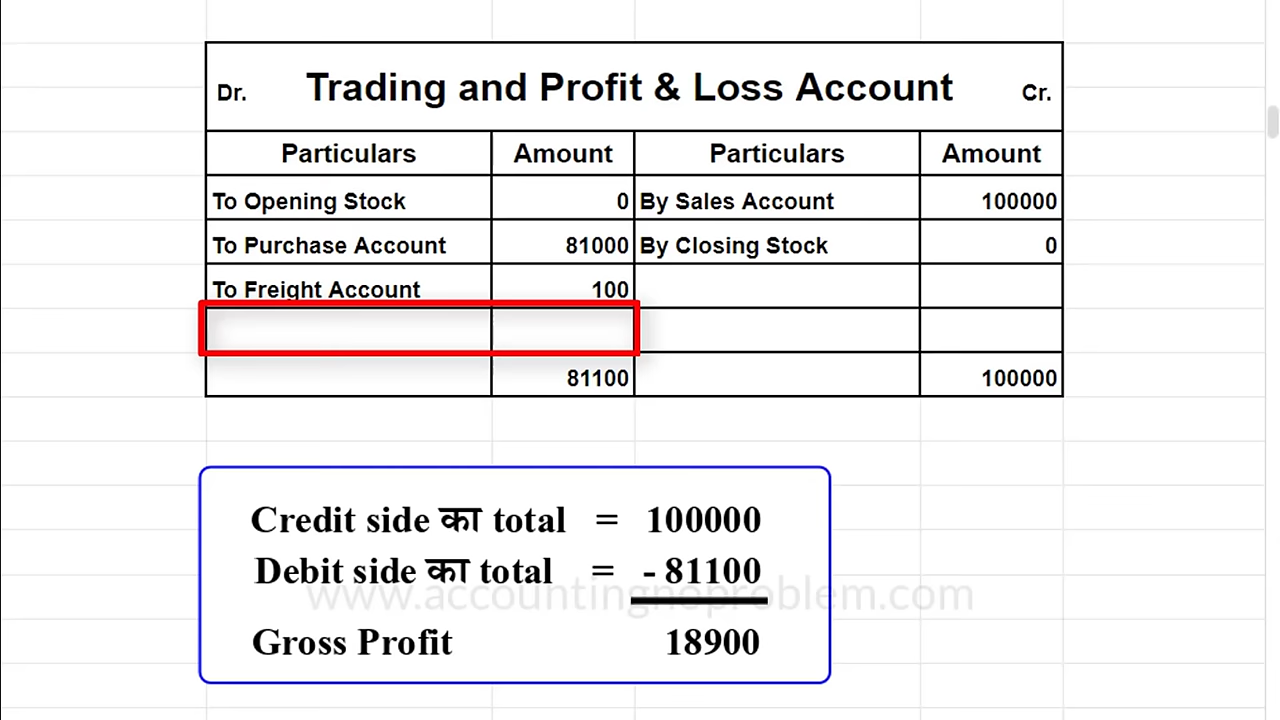 Dr. Trading and Profit & Loss Account Cr.
Particulars Amount Particulars Amount
To Opening Stock 0 By Sales Account 100000
To Purchase Account 81000 By Closing Stock 0
To Freight Account 100
81100 100000
Credit side का total = 100000
Debit side का total = - 81100
www.accountingnoproblem.com
Gross Profit 18900